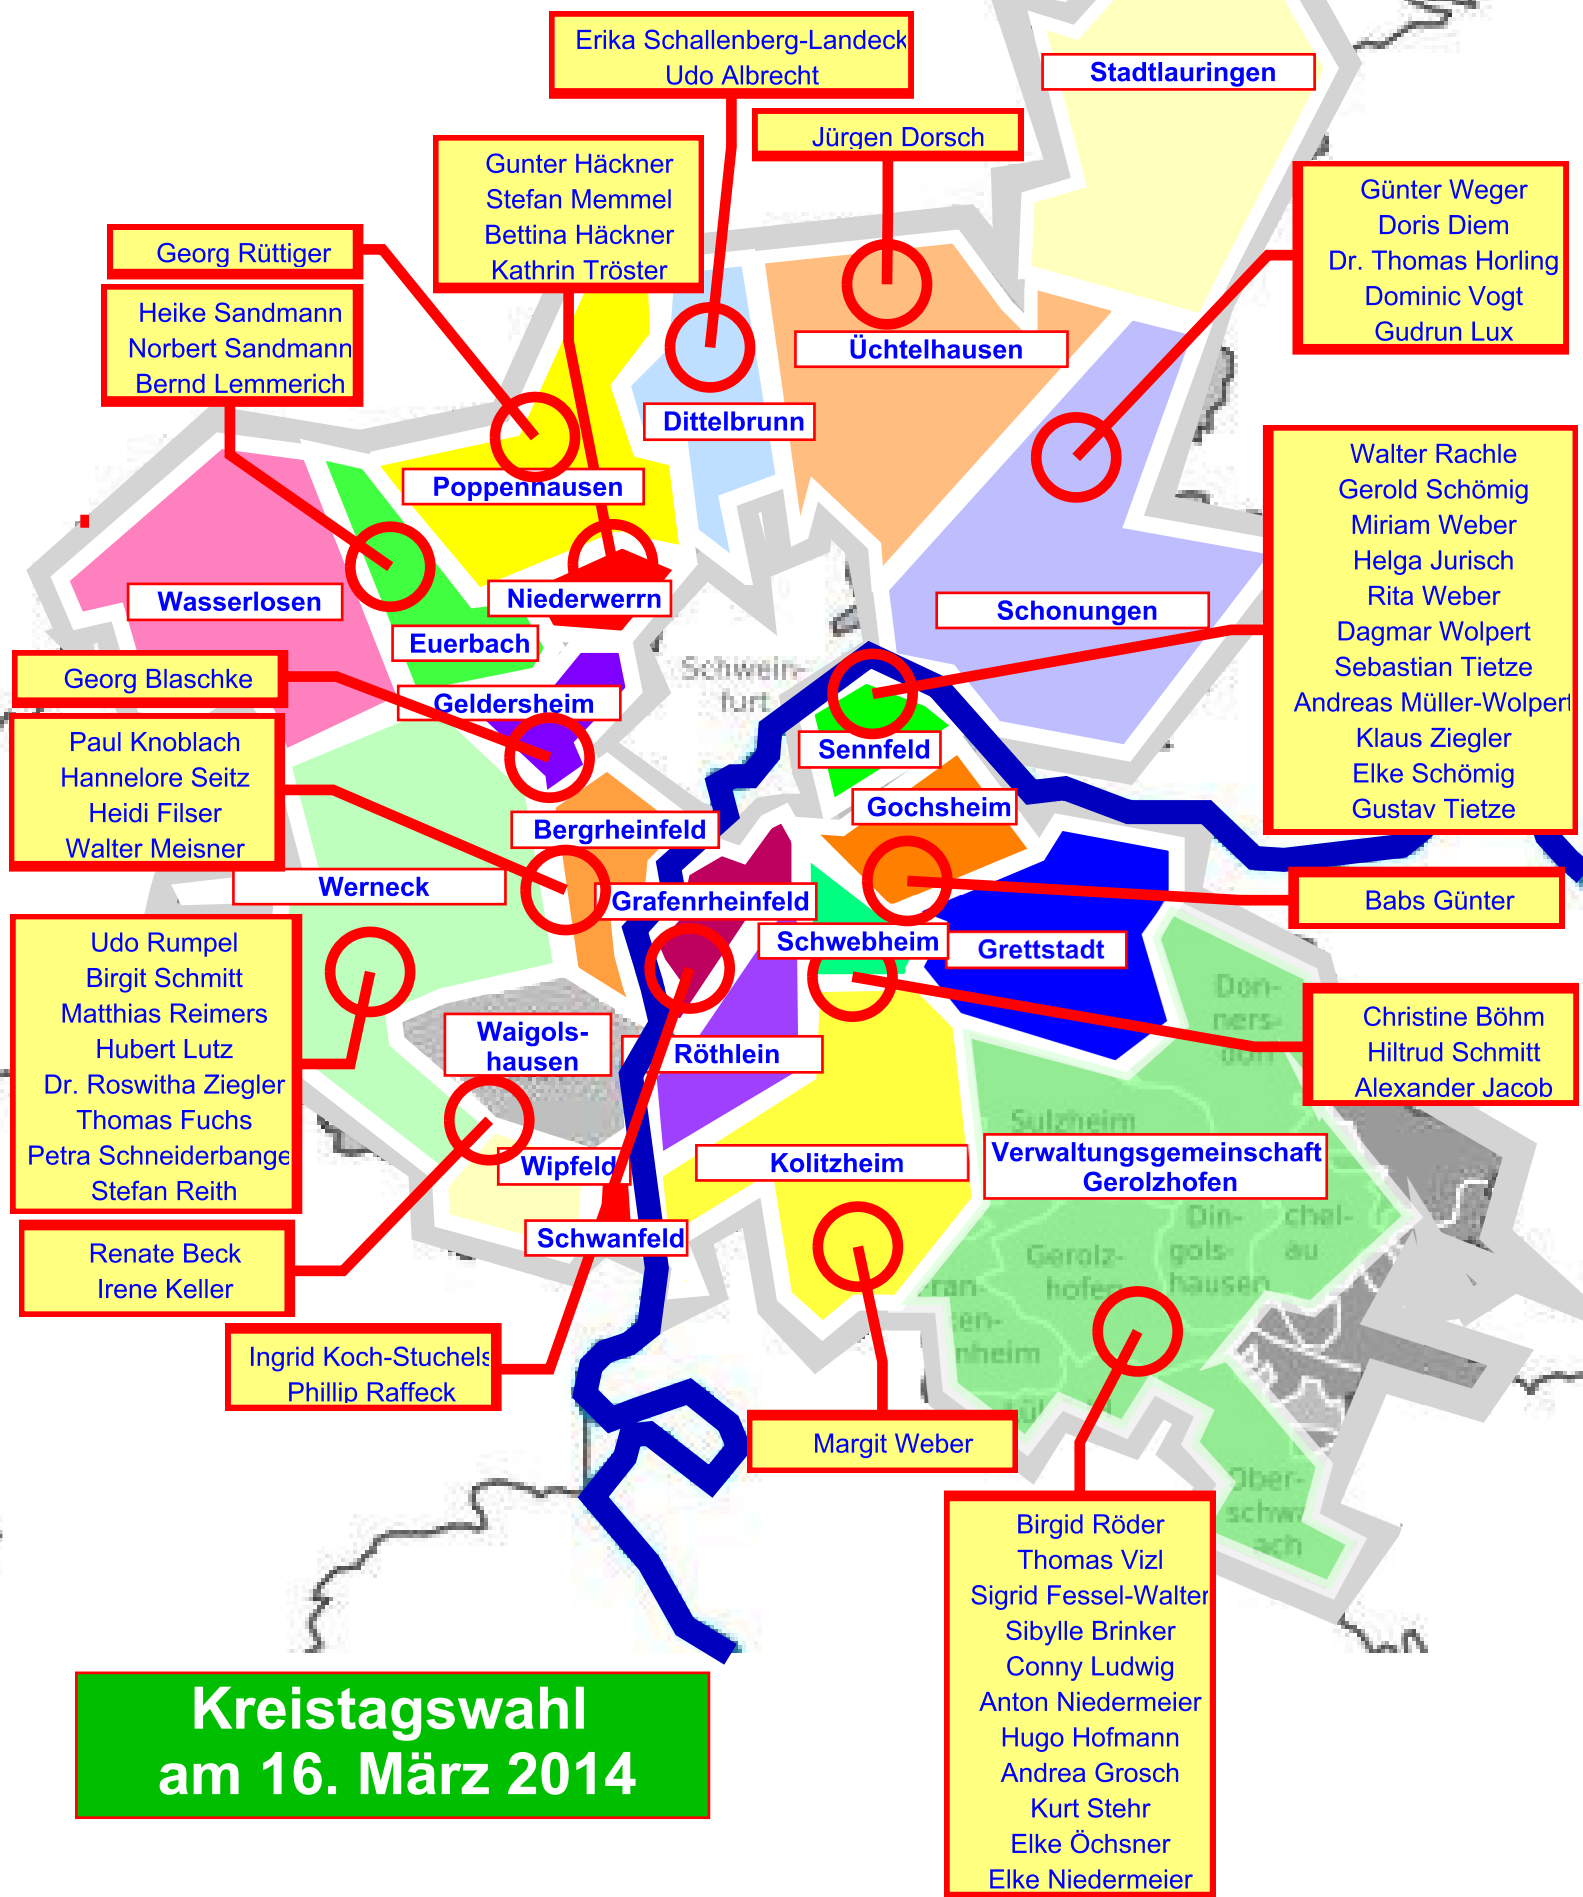 Erika Schallenberg-Landeck
Udo Albrecht
Stadtlauringen
Jürgen Dorsch
Gunter Häckner
Stefan Memmel
Bettina Häckner
Kathrin Tröster
Günter Weger
Doris Diem
Dr. Thomas Horling
Dominic Vogt
Gudrun Lux
Georg Rüttiger
Heike Sandmann
Norbert Sandmann
Bernd Lemmerich
Üchtelhausen
Dittelbrunn
Poppenhausen
Walter Rachle
Gerold Schömig
Miriam Weber
Helga Jurisch
Rita Weber
Dagmar Wolpert
Sebastian Tietze
Andreas Müller-Wolpert
Klaus Ziegler
Elke Schömig
Gustav Tietze
Wasserlosen
Niederwerrn
Schonungen
Euerbach
Schwein-
furt
Georg Blaschke
Geldersheim
Sennfeld
Paul Knoblach
Hannelore Seitz
Heidi Filser
Walter Meisner
Gochsheim
Bergrheinfeld
Werneck
Grafenrheinfeld
Babs Günter
Schwebheim
Grettstadt
Udo Rumpel
Birgit Schmitt
Matthias Reimers
Hubert Lutz
Dr. Roswitha Ziegler
Thomas Fuchs
Petra Schneiderbange
Stefan Reith
Don-
ners-
dorf
Christine Böhm
Hiltrud Schmitt
Alexander Jacob
Waigols-
hausen
Röthlein
Sulzheim
Wipfeld
Kolitzheim
Verwaltungsgemeinschaft
Gerolzhofen
Schwanfeld
Din-
gols-
hausen
chel-
au
Gerolz-
hofen
ran-
ken-
nheim
Renate Beck
Irene Keller
Ingrid Koch-Stuchels
Phillip Raffeck
Margit Weber
Ober-
schw
ach
Birgid Röder
Thomas Vizl
Sigrid Fessel-Walter
Sibylle Brinker
Conny Ludwig
Anton Niedermeier
Hugo Hofmann
Andrea Grosch
Kurt Stehr
Elke Öchsner
Elke Niedermeier
Kreistagswahl
am 16. März 2014